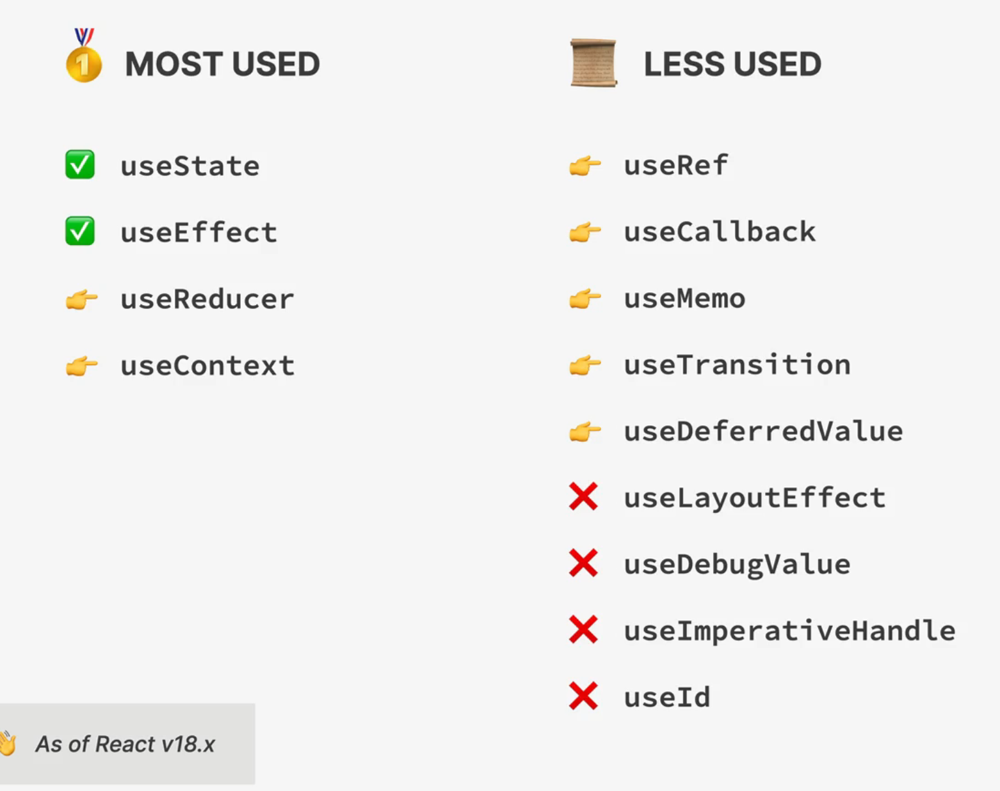 MOST USED
useState
useEffect
useReducer
useContext
LESS USED
useRef
useCallback
useMemo
useTransition
useDeferredValue
useLayoutEffect
useDebugValue
useImperativeHandle
useId
As of React v18.x